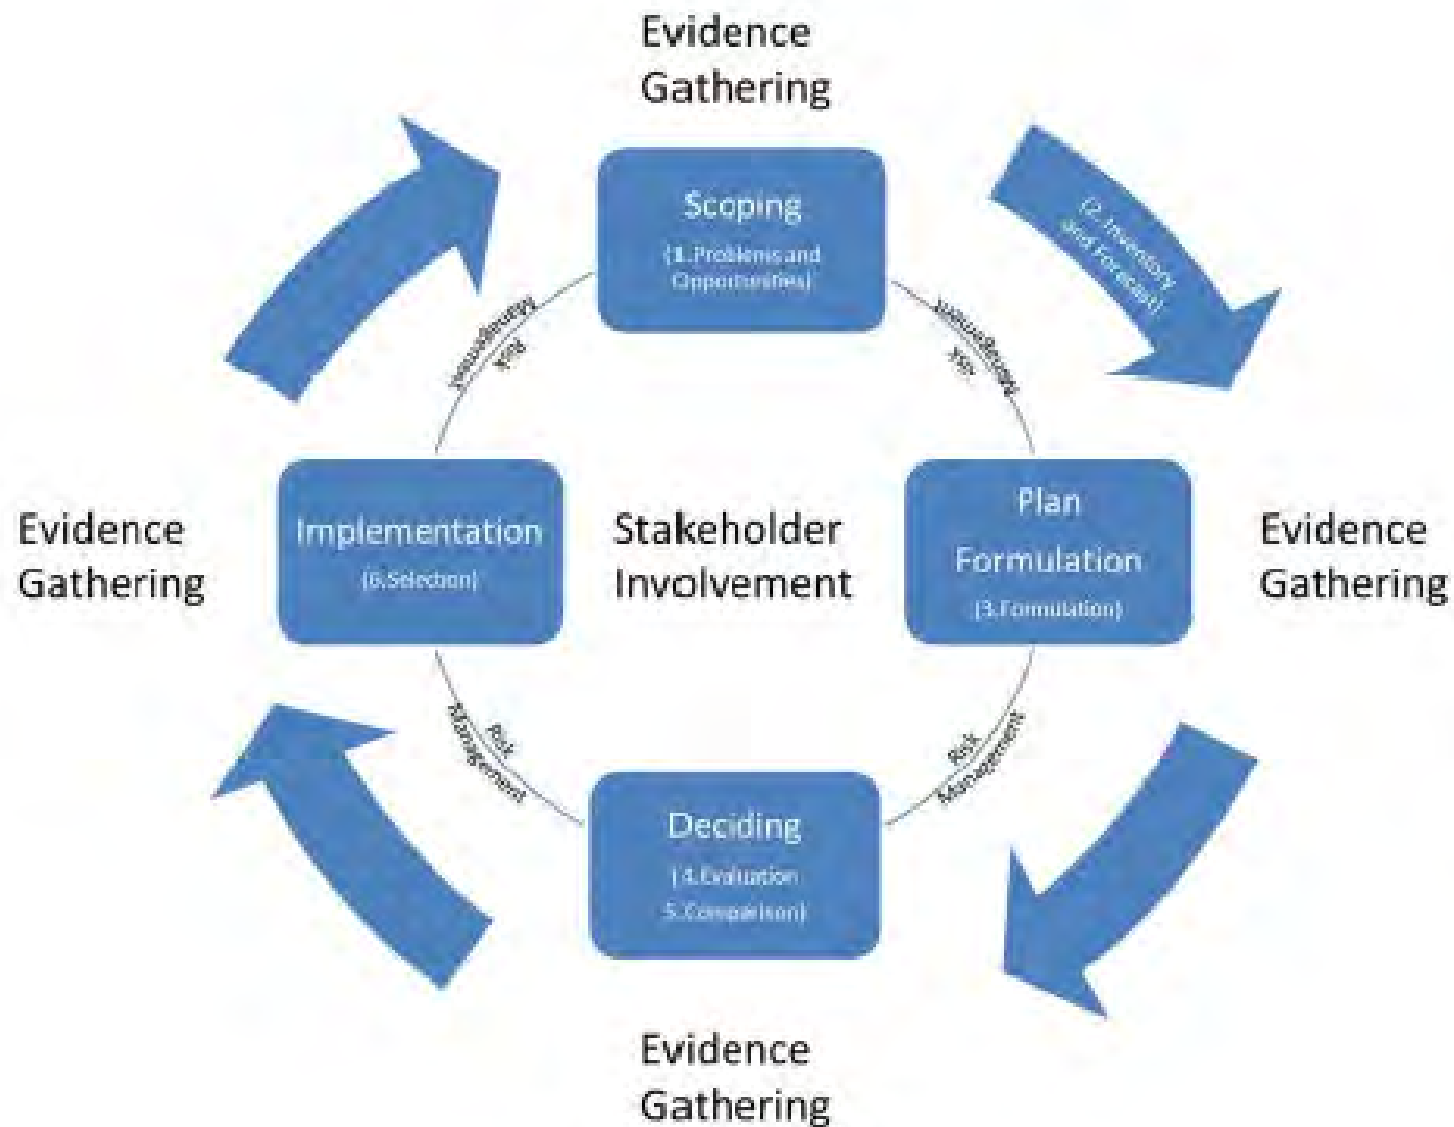 Evidence
Gathering
Scoping
(1.Problems and
Opportunities)
(2. Inventory
and Forecast)
Risk
Management
Risk
Management
Implementation
(6.Selection)
Stakeholder
Involvement
Plan
Formulation
(3.Formulation)
Evidence
Gathering
Evidence
Gathering
Risk
Management
Risk
Management
Deciding
(4.Evaluation
5.Comparison)
Evidence
Gathering